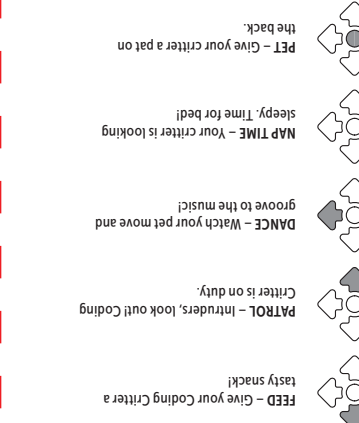 FEED – Give your Coding Critter a
tasty snack!
PATROL – Intruders, look out! Coding
Critter is on duty.
DANCE – Watch your pet move and
groove to the music!
NAP TIME – Your critter is looking
sleepy. Time for bed!
PET – Give your critter a pat on
the back.